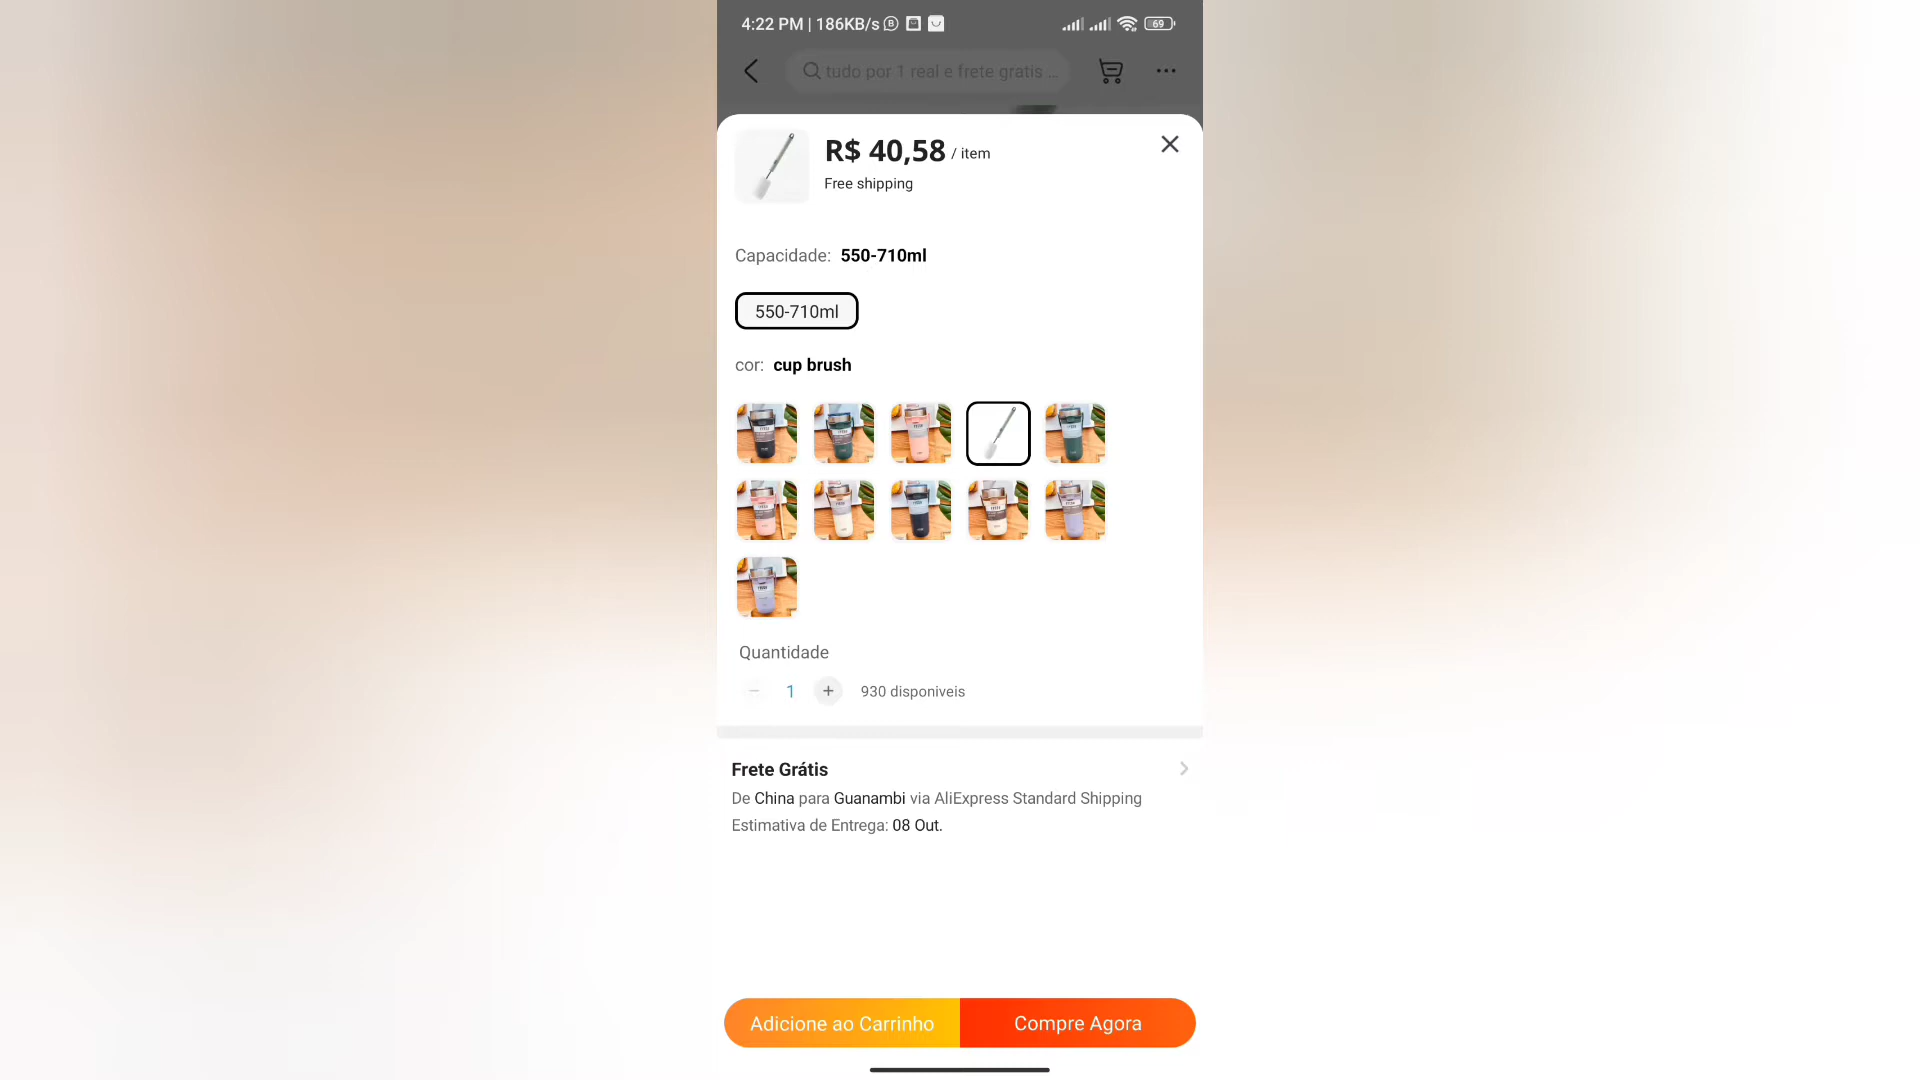 4:22 PM | 186KB/s
69
tudo por 1 real e frete gratis ...
R$ 40,58 / item
Free shipping
Capacidade: 550-710ml
550-710ml
cor: cup brush
Quantidade
1
930 disponiveis
Frete Grátis
De China para Guanambi via AliExpress Standard Shipping
Estimativa de Entrega: 08 Out.
Adicione ao Carrinho
Compre Agora